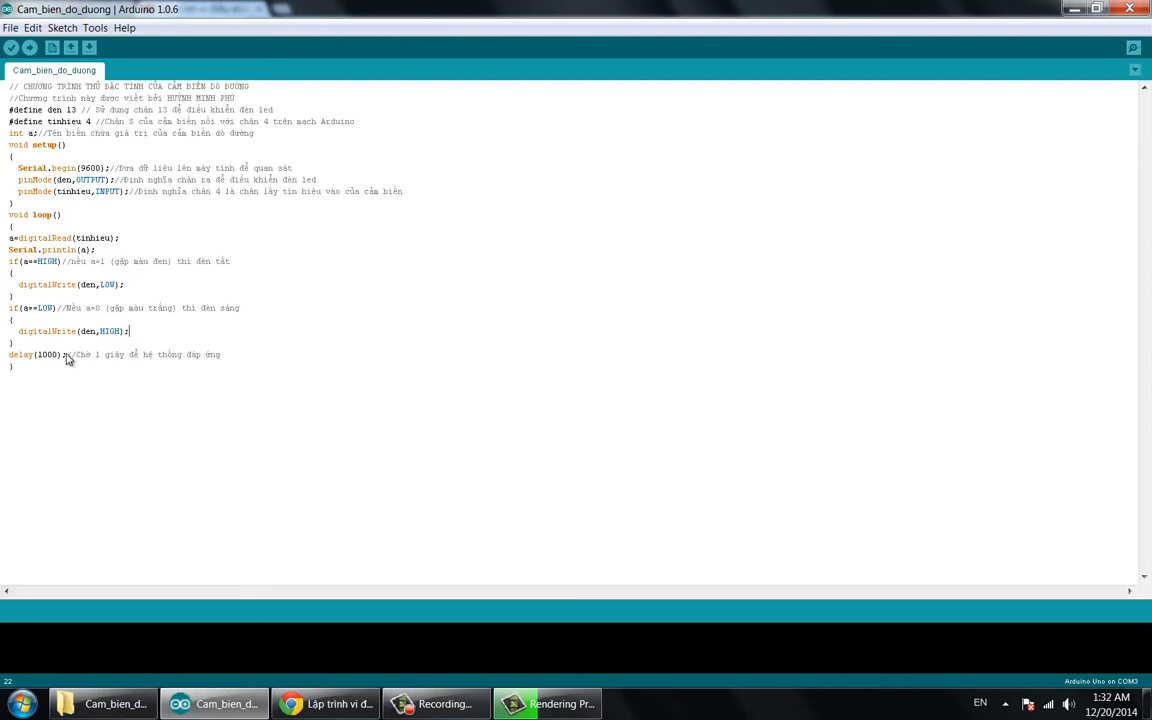 Cam_bien_do_duong | Arduino 1.0.6
File Edit Sketch Tools Help
Cam_bien_do_duong
// CHƯƠNG TRÌNH THỬ ĐẶC TÍNH CỦA CẢM BIẾN DÒ ĐƯỜNG
//Chương trình này được viết bởi HUỲNH MINH PHÚ
#define den 13 // Sử dụng chân 13 để điều khiển đèn led
#define tinhieu 4 //Chân S của cảm biến nối với chân 4 trên mạch Arduino
int a;//Tên biến chứa giá trị của cảm biến dò đường
void setup()
{
Serial.begin(9600);//Đưa dữ liệu lên máy tính để quan sát
pinMode(den,OUTPUT);//Định nghĩa chân ra để điều khiển đèn led
pinMode(tinhieu,INPUT);//Định nghĩa chân 4 là chân lấy tín hiệu vào của cảm biến
}
void loop()
{
a=digitalRead(tinhieu);
Serial.println(a);
if(a==HIGH)//nếu a=1 (gặp màu đen) thì đèn tắt
{
digitalWrite(den,LOW);
}
if(a==LOW)//Nếu a=0 (gặp màu trắng) thì đèn sáng
{
digitalWrite(den,HIGH);
}
delay(1000);//Chờ 1 giây để hệ thống đáp ứng
}
22
Arduino Uno on COM3
Cam_bien_d...
Cam_bien_d...
Lập trình vi đ...
Recording...
Rendering Pr...
EN
1:32 AM
12/20/2014